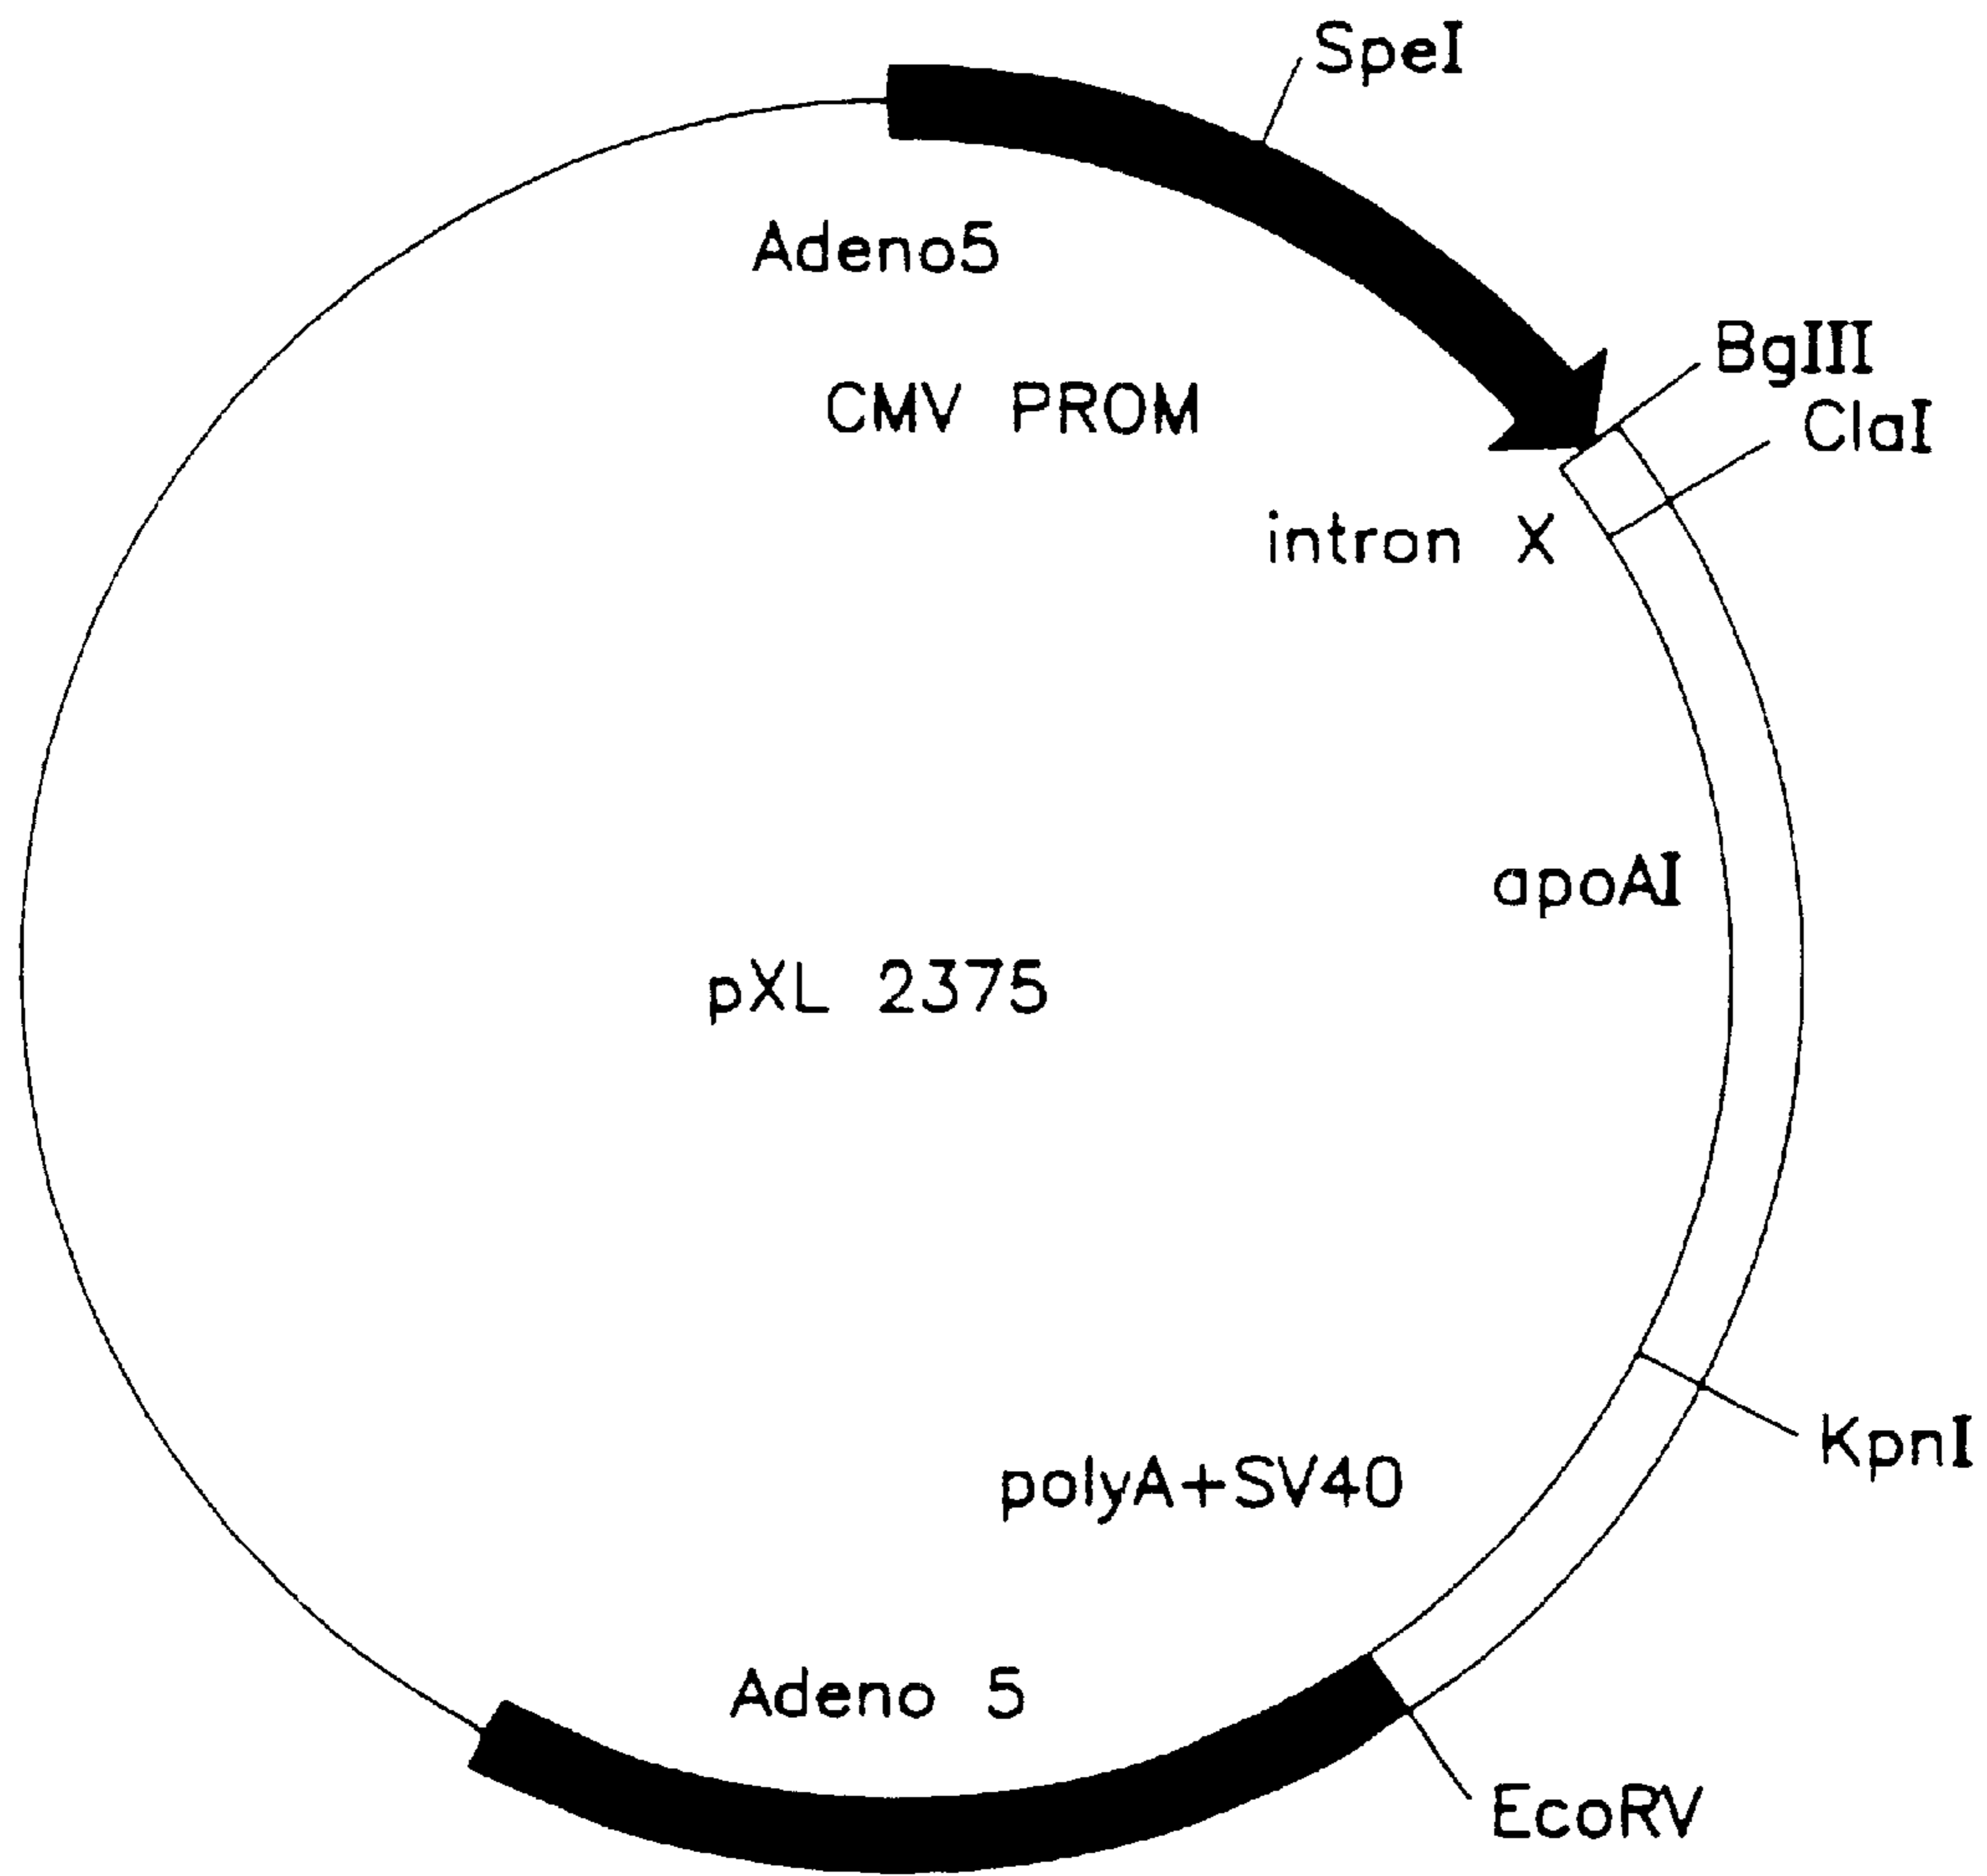 SpeI
Adeno5
BglII
CMV PROM
ClaI
intron X
apoAI
pXL 2375
KpnI
polyA+SV40
Adeno 5
EcoRV